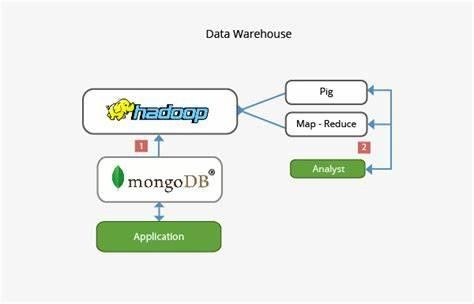 Data Warehouse
hadoop
Pig
Map - Reduce
1
2
mongoDB®
Analyst
Application